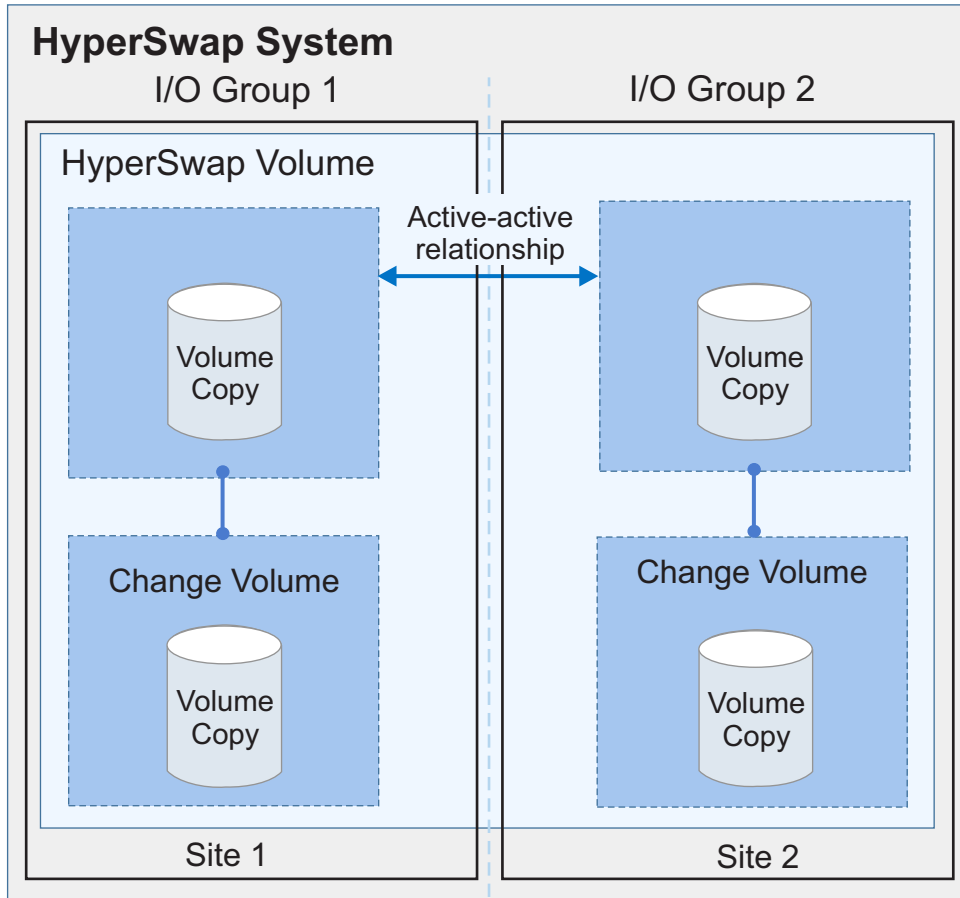 HyperSwap System
I/O Group 1
I/O Group 2
HyperSwap Volume
Active-active
relationship
Volume
Copy
Volume
Copy
Change Volume
Change Volume
Volume
Copy
Volume
Copy
Site 1
Site 2